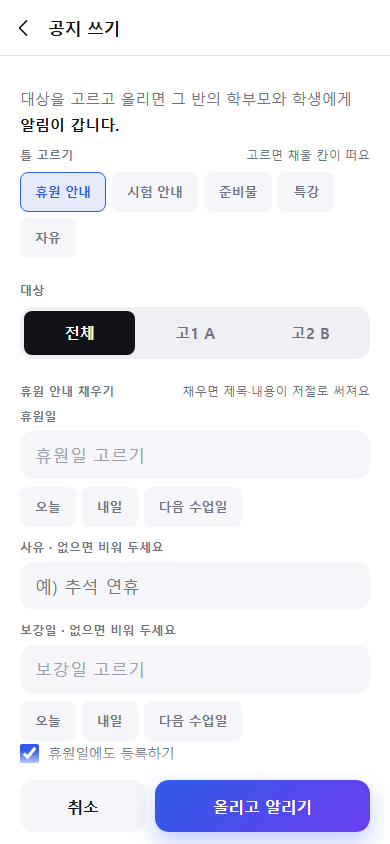 공지 쓰기
대상을 고르고 올리면 그 반의 학부모와 학생에게
알림이 갑니다.
틀 고르기 고르면 채울 칸이 떠요
휴원 안내 시험 안내 준비물 특강
자유
대상
전체 고1 A 고2 B
휴원 안내 채우기 채우면 제목·내용이 저절로 써져요
휴원일
휴원일 고르기
오늘 내일 다음 수업일
사유 · 없으면 비워 두세요
예) 추석 연휴
보강일 · 없으면 비워 두세요
보강일 고르기
오늘 내일 다음 수업일
휴원일에도 등록하기
취소 올리고 알리기